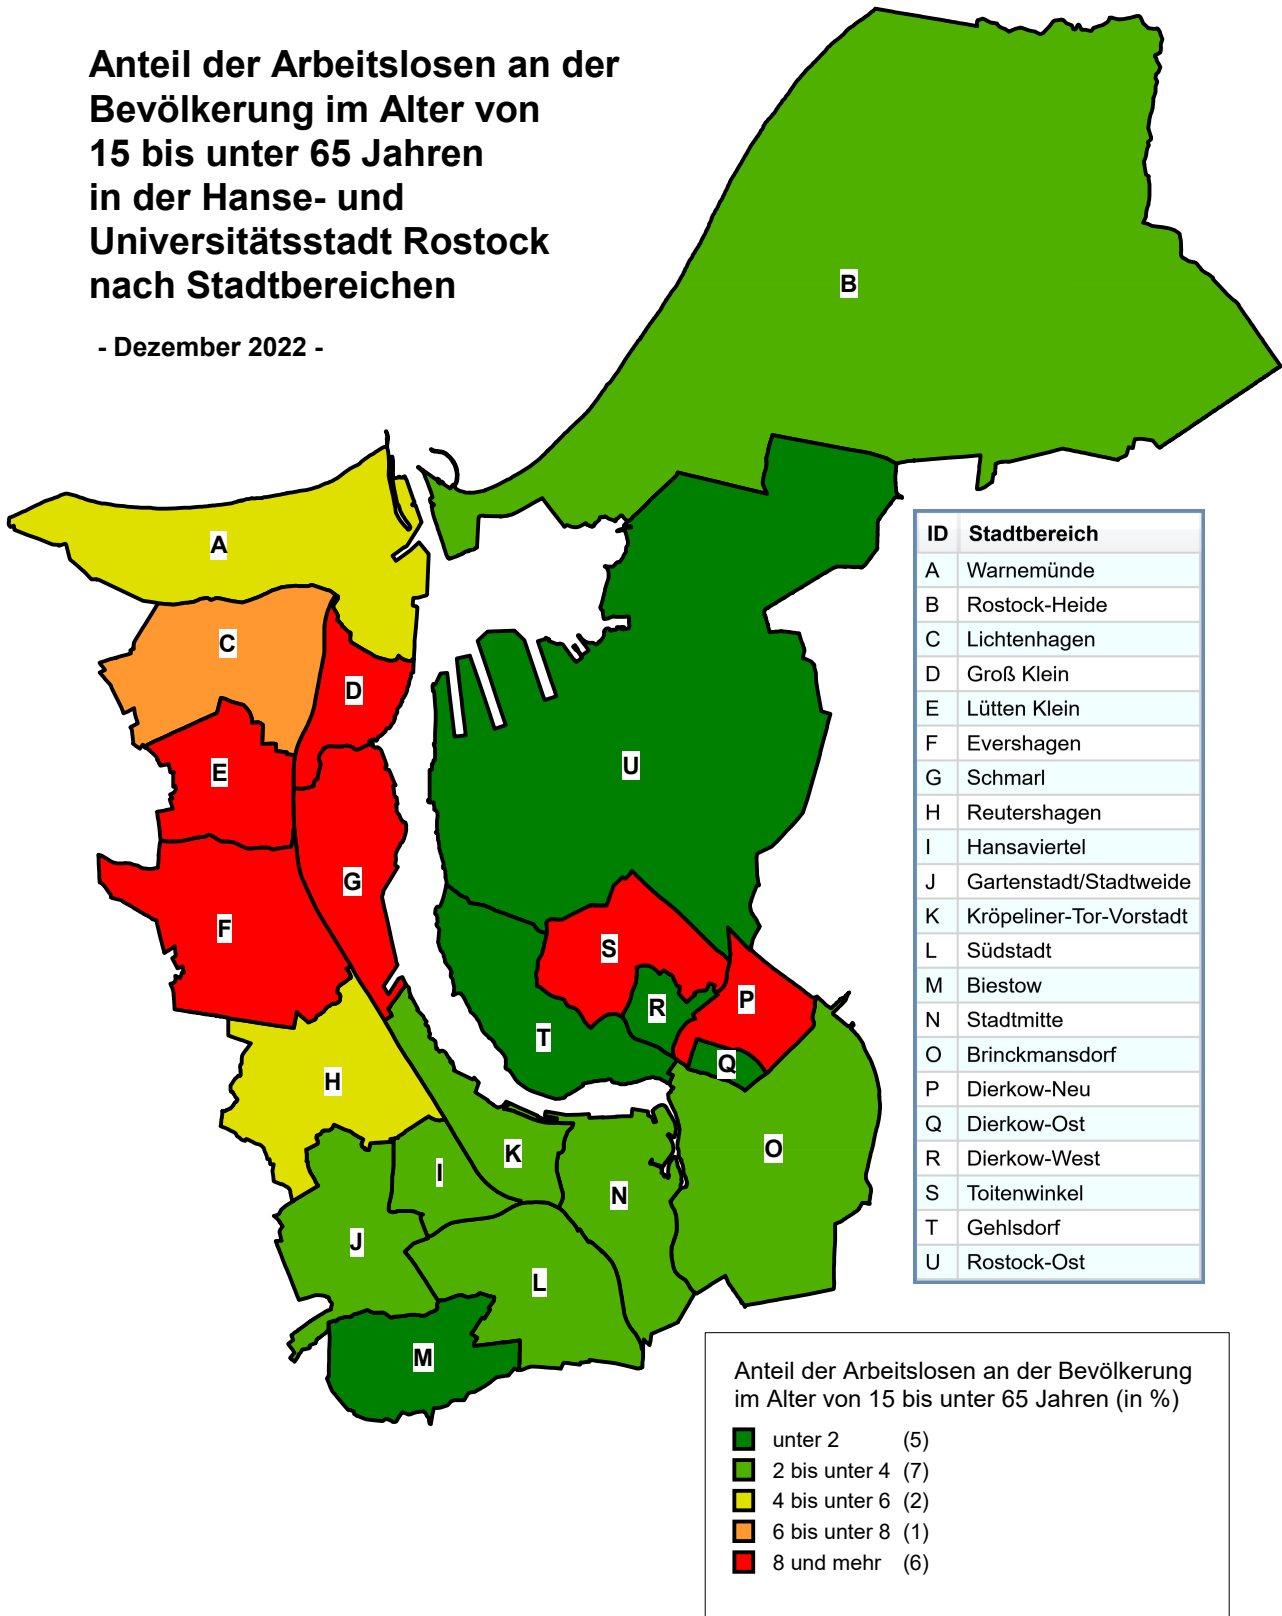 Anteil der Arbeitslosen an der
Bevölkerung im Alter von
15 bis unter 65 Jahren
in der Hanse- und
Universitätsstadt Rostock
nach Stadtbereichen
- Dezember 2022 -
B
A
C
D
E
U
G
F
S
P
R
T
Q
H
K
O
I
N
J
L
M
ID Stadtbereich
A Warnemünde
B Rostock-Heide
C Lichtenhagen
D Groß Klein
E Lütten Klein
F Evershagen
G Schmarl
H Reutershagen
I Hansaviertel
J Gartenstadt/Stadtweide
K Kröpeliner-Tor-Vorstadt
L Südstadt
M Biestow
N Stadtmitte
O Brinckmansdorf
P Dierkow-Neu
Q Dierkow-Ost
R Dierkow-West
S Toitenwinkel
T Gehlsdorf
U Rostock-Ost
Anteil der Arbeitslosen an der Bevölkerung
im Alter von 15 bis unter 65 Jahren (in %)
unter 2 (5)
2 bis unter 4 (7)
4 bis unter 6 (2)
6 bis unter 8 (1)
8 und mehr (6)